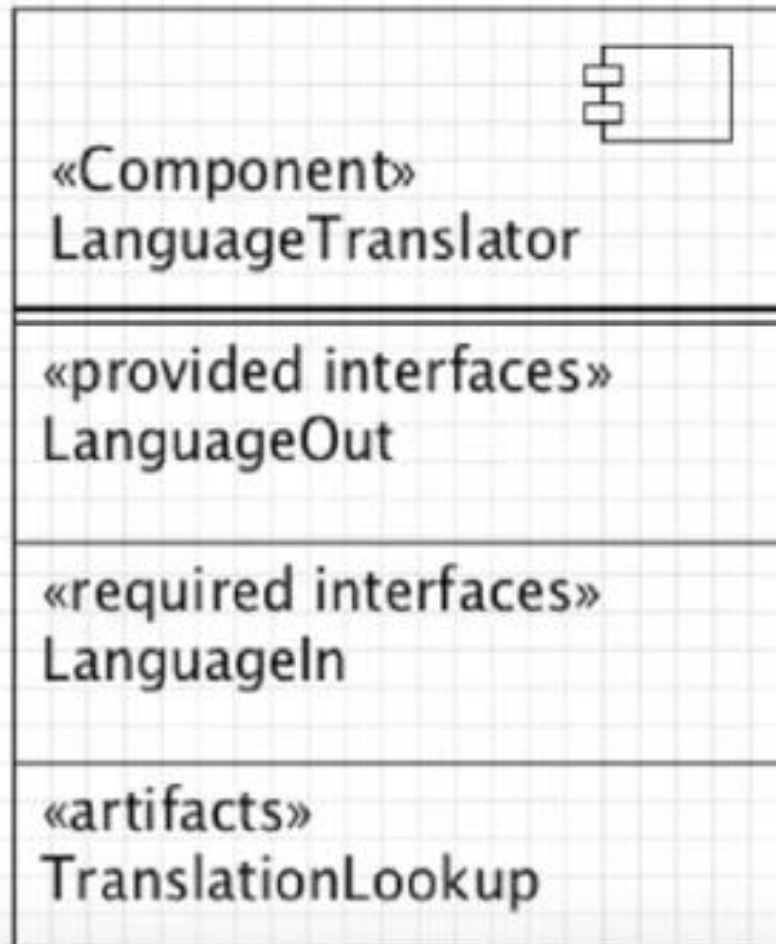 «Component»
LanguageTranslator
«provided interfaces»
LanguageOut
«required interfaces»
LanguageIn
«artifacts»
TranslationLookup